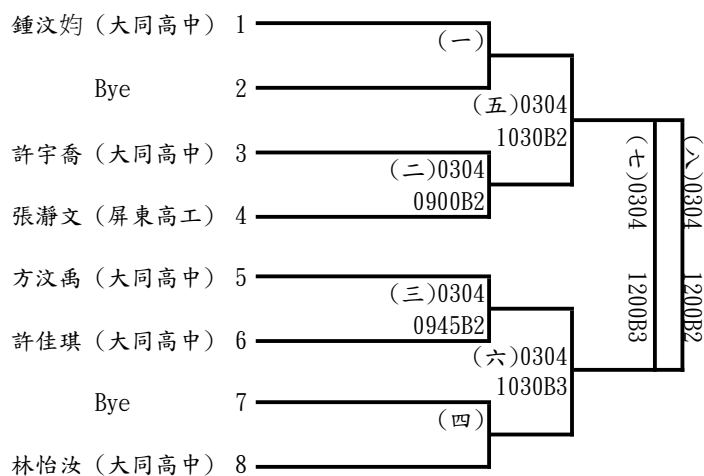 鍾汶均（大同高中） 1
(一)
Bye 2
(五)0304
1030B2
許宇喬（大同高中） 3
(二)0304
0900B2
張瀞文（屏東高工） 4
(七)0304 1200B3
(八)0304 1200B2
方汶禹（大同高中） 5
(三)0304
0945B2
許佳琪（大同高中） 6
(六)0304
1030B3
Bye 7
(四)
林怡汝（大同高中） 8